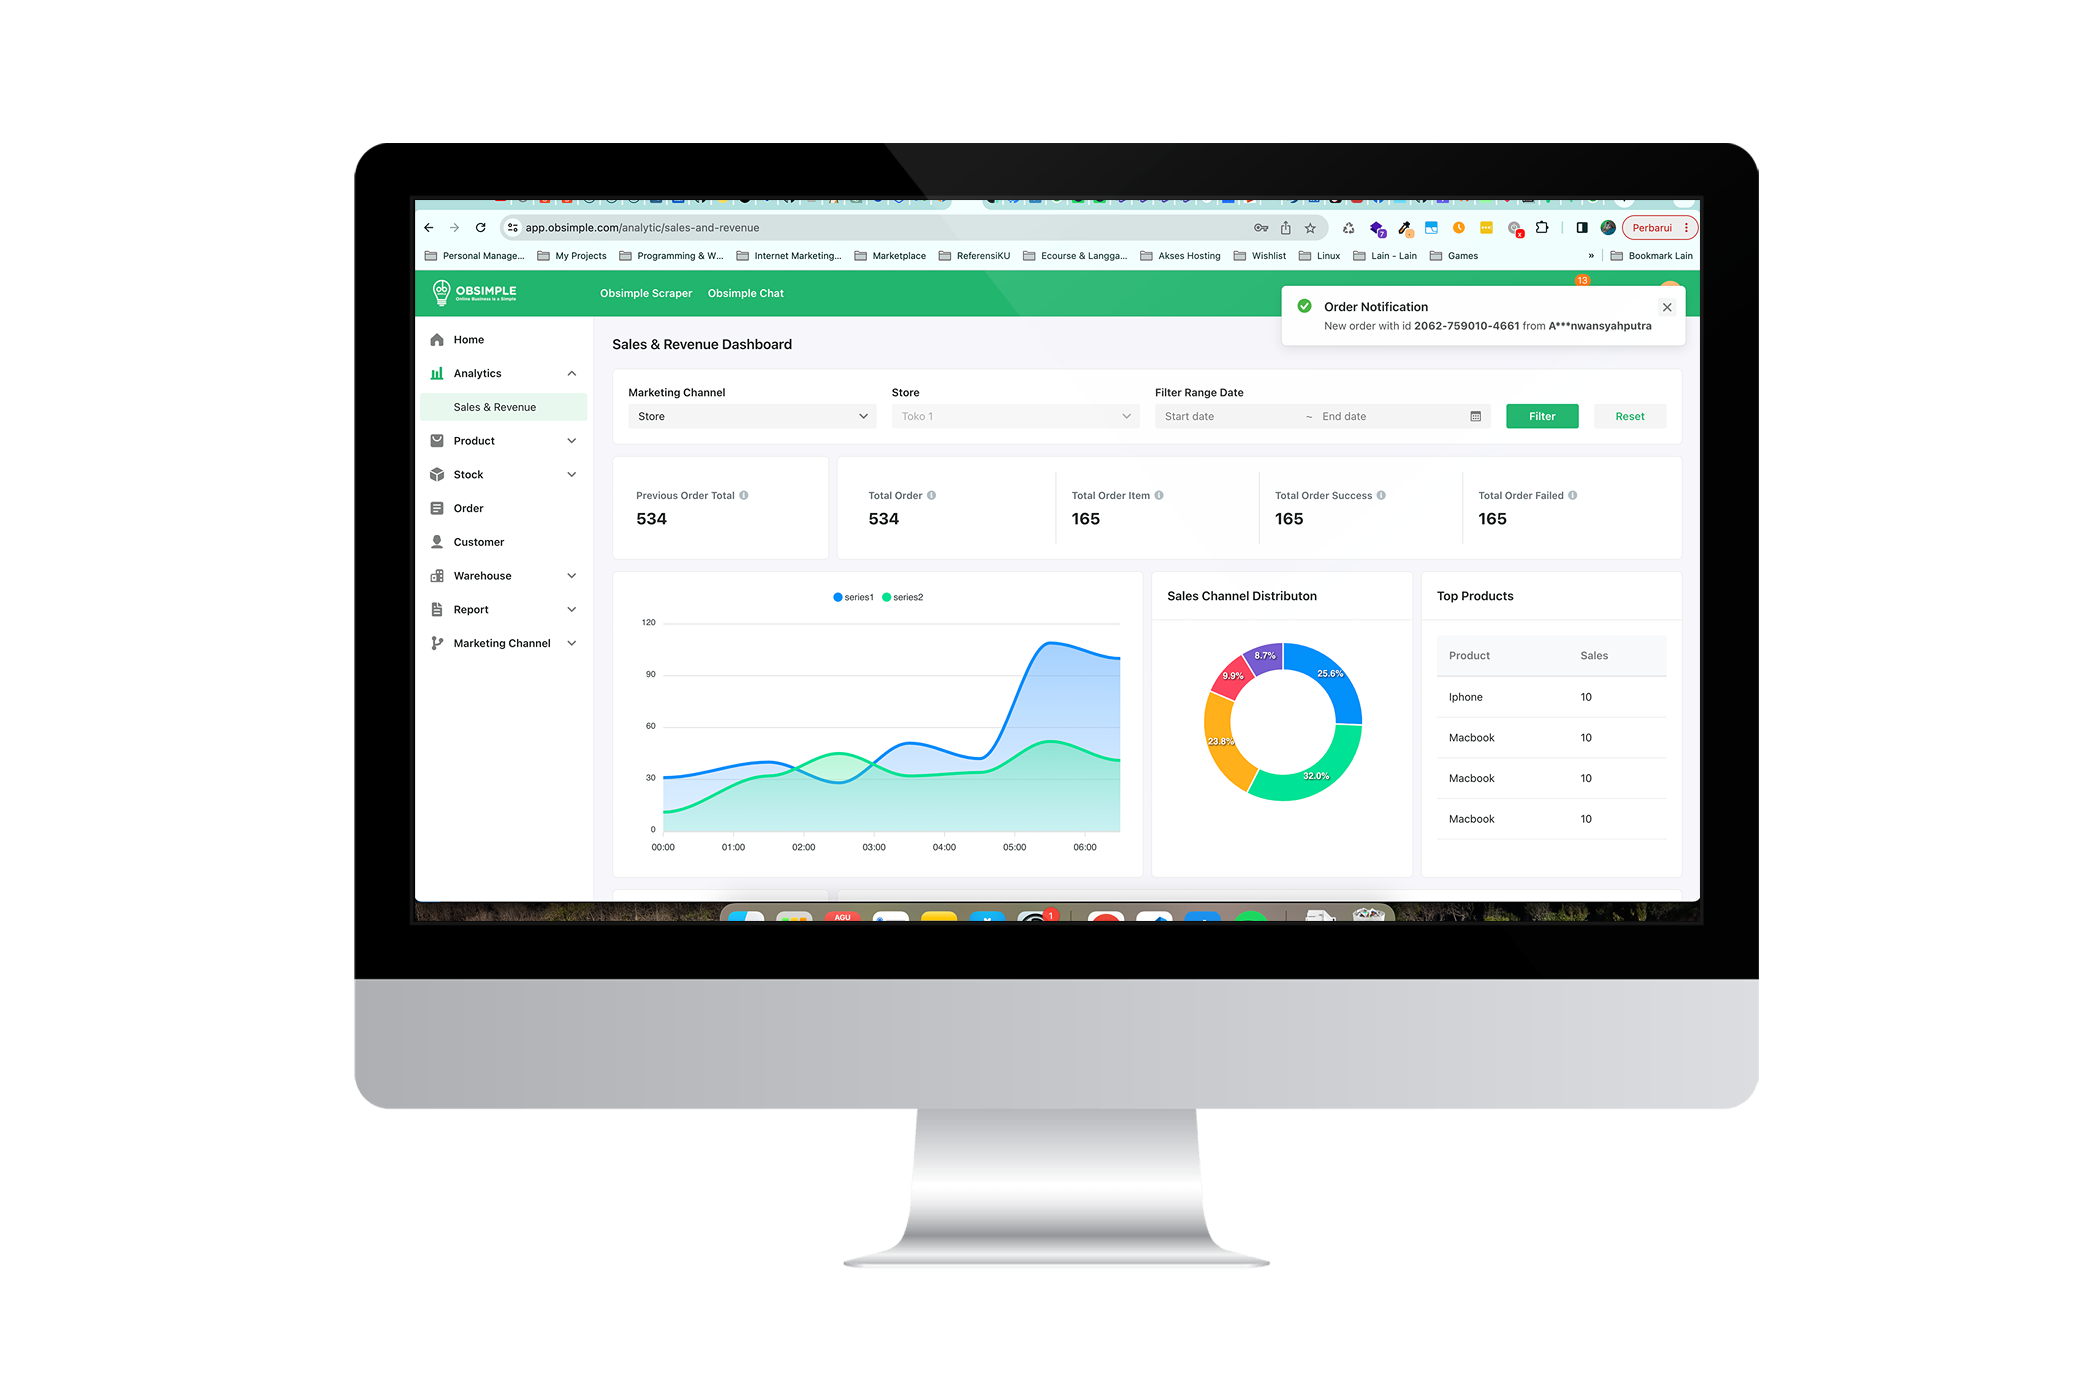 app.obsimple.com/analytic/sales-and-revenue
7
x
Perbarui
Personal Manage...
My Projects
Programming & W...
Internet Marketing...
Marketplace
ReferensiKU
Ecourse & Langga...
Akses Hosting
Wishlist
Linux
Lain - Lain
Games
»
Bookmark Lain
OBSIMPLE
Online Business is a Simple
Obsimple Scraper
Obsimple Chat
13
Order Notification
New order with id 2062-759010-4661 from A***nwansyahputra
Home
Analytics
Sales & Revenue
Product
Stock
Order
Customer
Warehouse
Report
Marketing Channel
Sales & Revenue Dashboard
Marketing Channel
Store
Filter Range Date
Store
Toko 1
Start date
~
End date
Filter
Reset
Previous Order Total
534
Total Order
534
Total Order Item
165
Total Order Success
165
Total Order Failed
165
series1
series2
120
90
60
30
0
00:00
01:00
02:00
03:00
04:00
05:00
06:00
Sales Channel Distributon
8.7%
25.6%
9.9%
23.8%
32.0%
Top Products
Product Sales
Iphone 10
Macbook 10
Macbook 10
Macbook 10
AGU
1